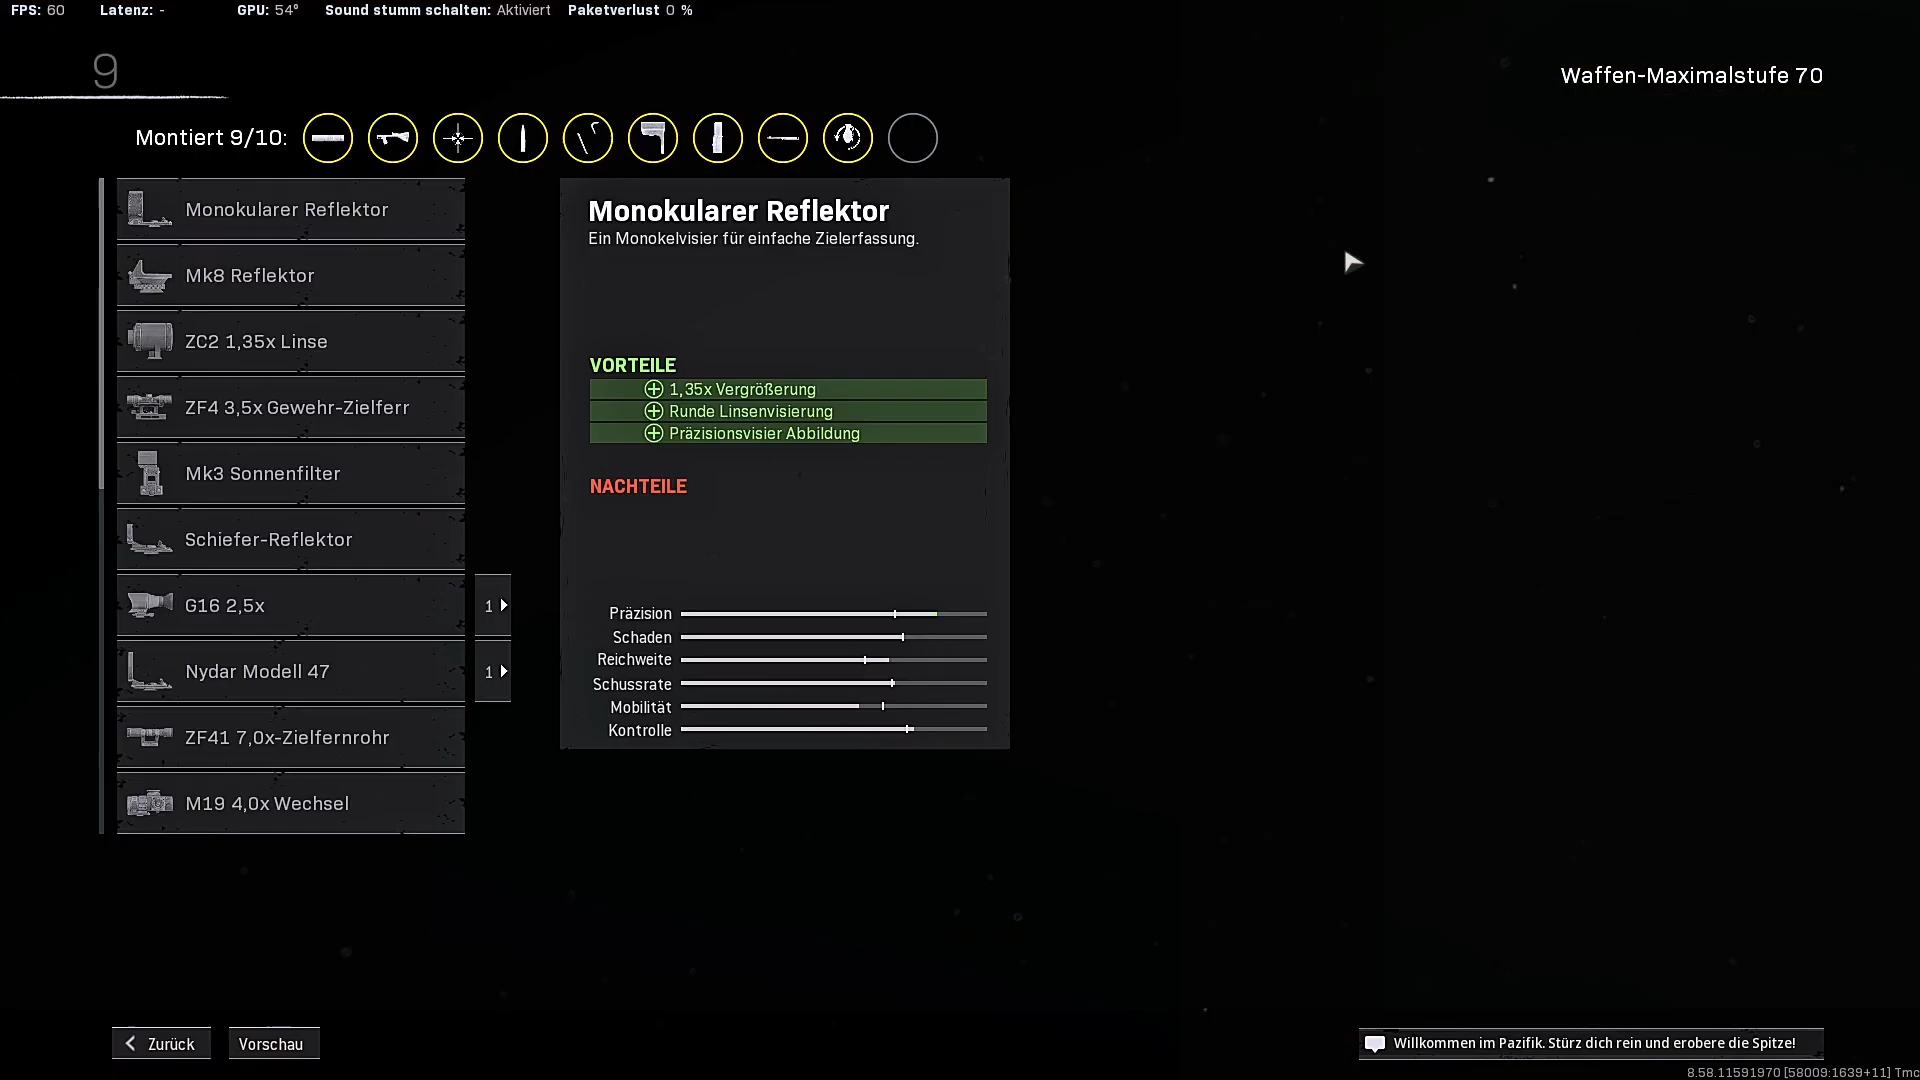 FPS: 60 Latenz: - GPU: 54° Sound stumm schalten: Aktiviert Paketverlust 0 %
9
Waffen-Maximalstufe 70
Montiert 9/10:
Monokularer Reflektor
Mk8 Reflektor
ZC2 1,35x Linse
ZF4 3,5x Gewehr-Zielferr
Mk3 Sonnenfilter
Schiefer-Reflektor
G16 2,5x
1
Nydar Modell 47
1
ZF41 7,0x-Zielfernrohr
M19 4,0x Wechsel
Monokularer Reflektor
Ein Monokelvisier für einfache Zielerfassung.
VORTEILE
1,35x Vergrößerung
Runde Linsenvisierung
Präzisionsvisier Abbildung
NACHTEILE
Präzision
Schaden
Reichweite
Schussrate
Mobilität
Kontrolle
Zurück
Vorschau
Willkommen im Pazifik. Stürz dich rein und erobere die Spitze!
8.58.11591970 [58009:1639+11] Tmc